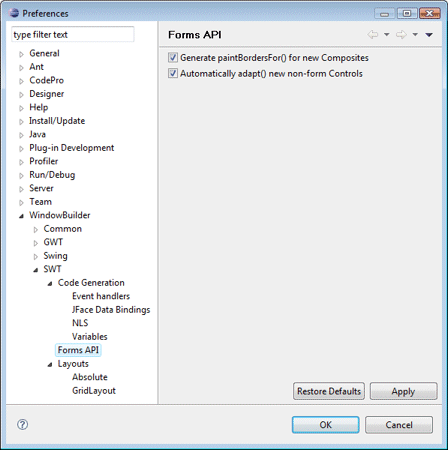 Preferences
type filter text
General
Ant
CodePro
Designer
Help
Install/Update
Java
Plug-in Development
Profiler
Run/Debug
Server
Team
WindowBuilder
Common
GWT
Swing
SWT
Code Generation
Event handlers
JFace Data Bindings
NLS
Variables
Forms API
Layouts
Absolute
GridLayout
Forms API
Generate paintBordersFor() for new Composites
Automatically adapt() new non-form Controls
Restore Defaults Apply
? OK Cancel